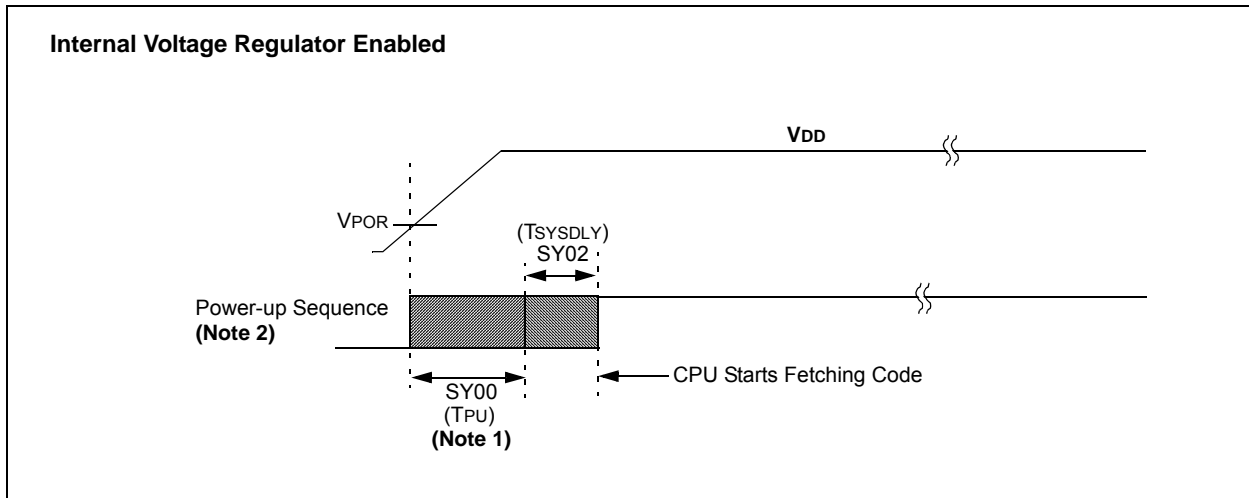 Internal Voltage Regulator Enabled
VDD
VPOR
(TSYSDLY)
SY02
Power-up Sequence
(Note 2)
CPU Starts Fetching Code
SY00
(TPU)
(Note 1)